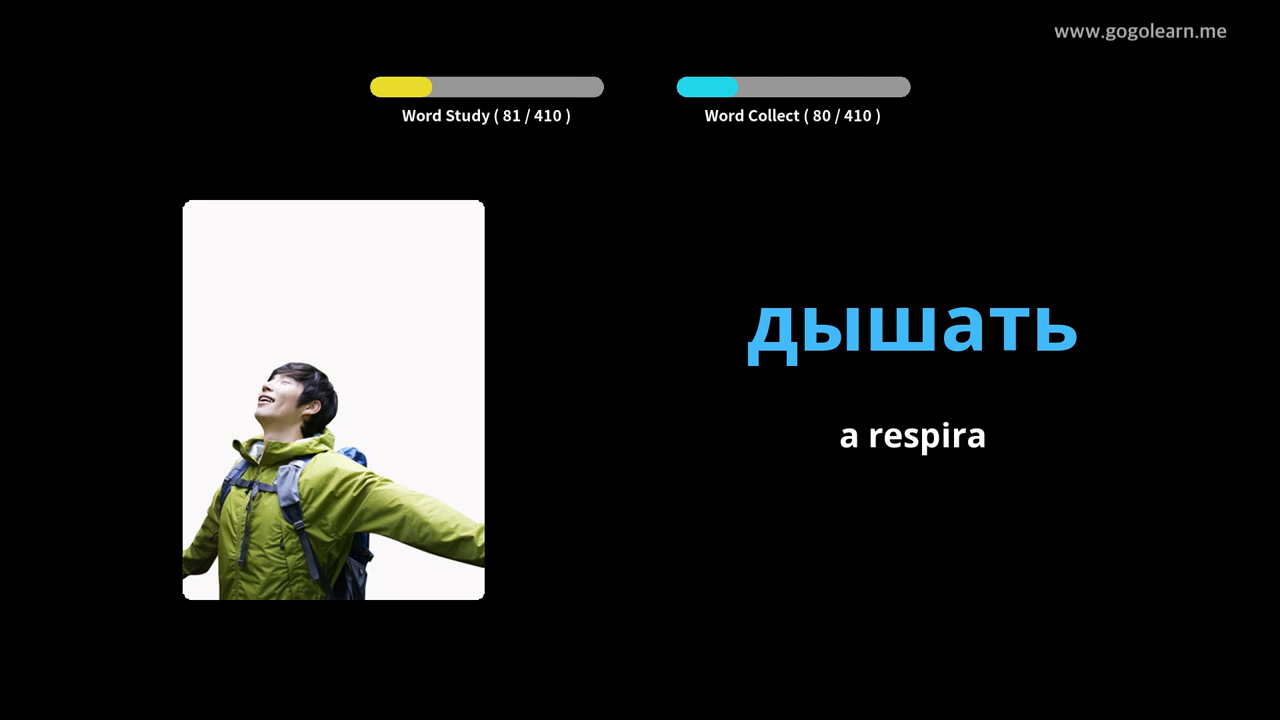 www.gogolearn.me
Word Study ( 81 / 410 )
Word Collect ( 80 / 410 )
дышать
a respira